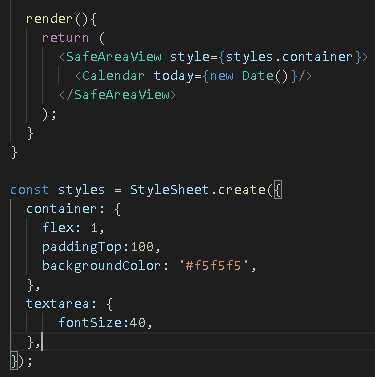 render(){
return (
<SafeAreaView style={styles.container}>
<Calendar today={new Date()}/>
</SafeAreaView>
);
}
}
const styles = StyleSheet.create({
container: {
flex: 1,
paddingTop:100,
backgroundColor: '#f5f5f5',
},
textarea: {
fontSize:40,
},
});